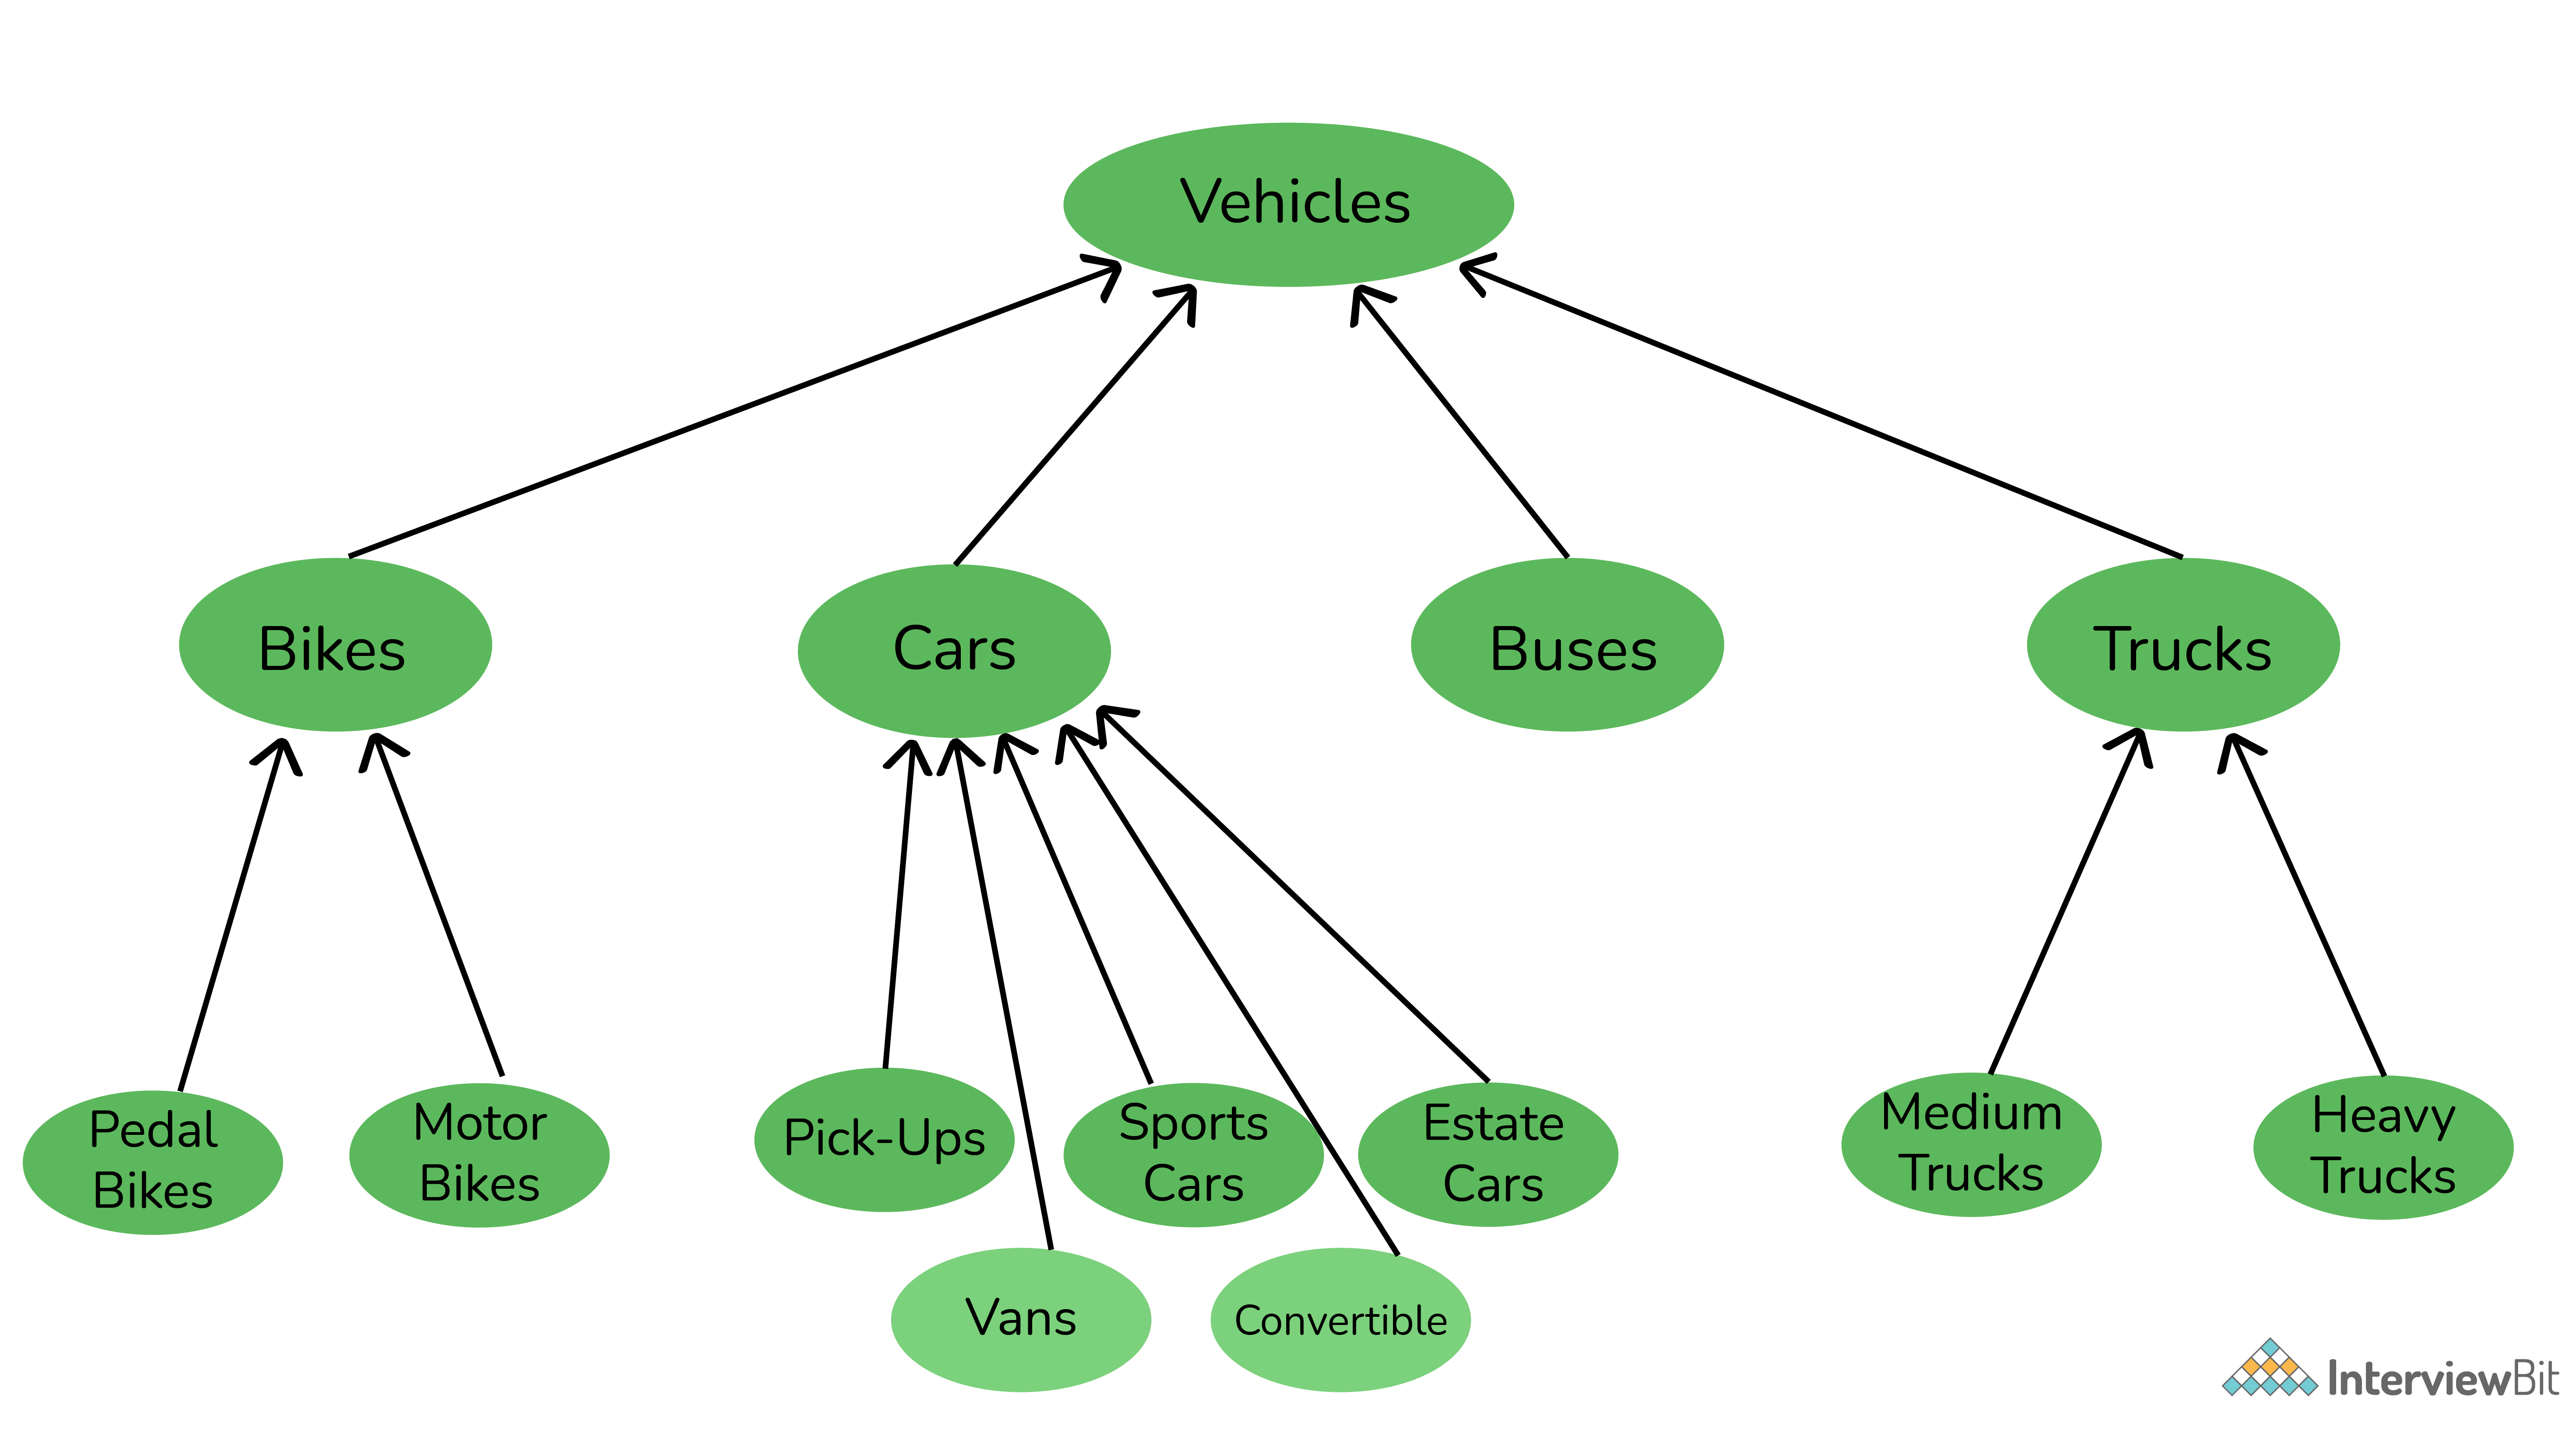 Vehicles
Bikes
Cars
Buses
Trucks
Pedal
Bikes
Motor
Bikes
Pick-Ups
Sports
Cars
Estate
Cars
Medium
Trucks
Heavy
Trucks
Vans
Convertible
InterviewBit